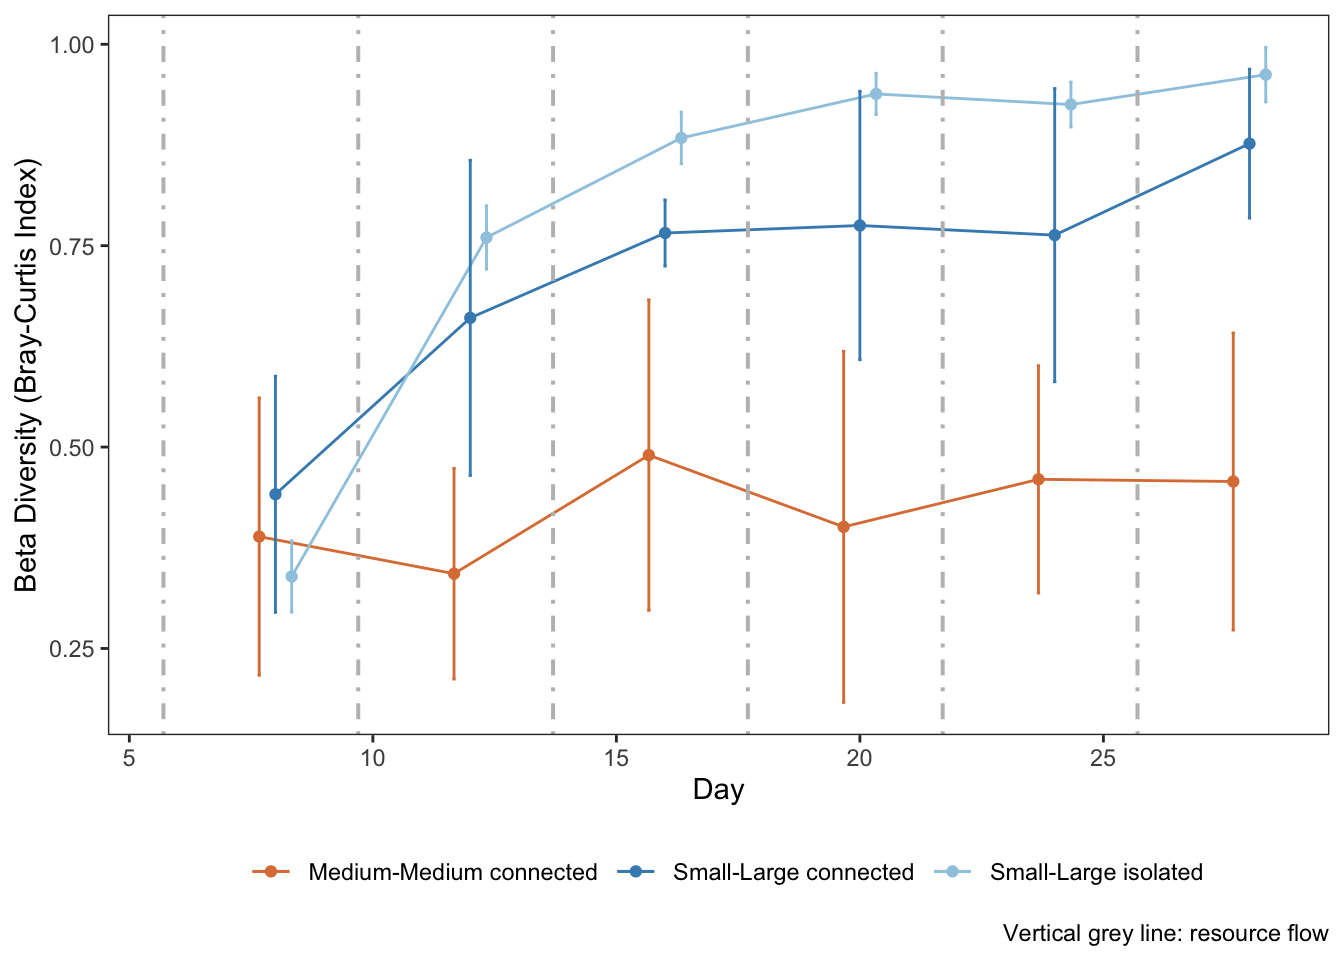 Beta Diversity (Bray-Curtis Index)
1.00
0.75
0.50
0.25
5 10 15 20 25
Day
Medium-Medium connected Small-Large connected Small-Large isolated
Vertical grey line: resource flow